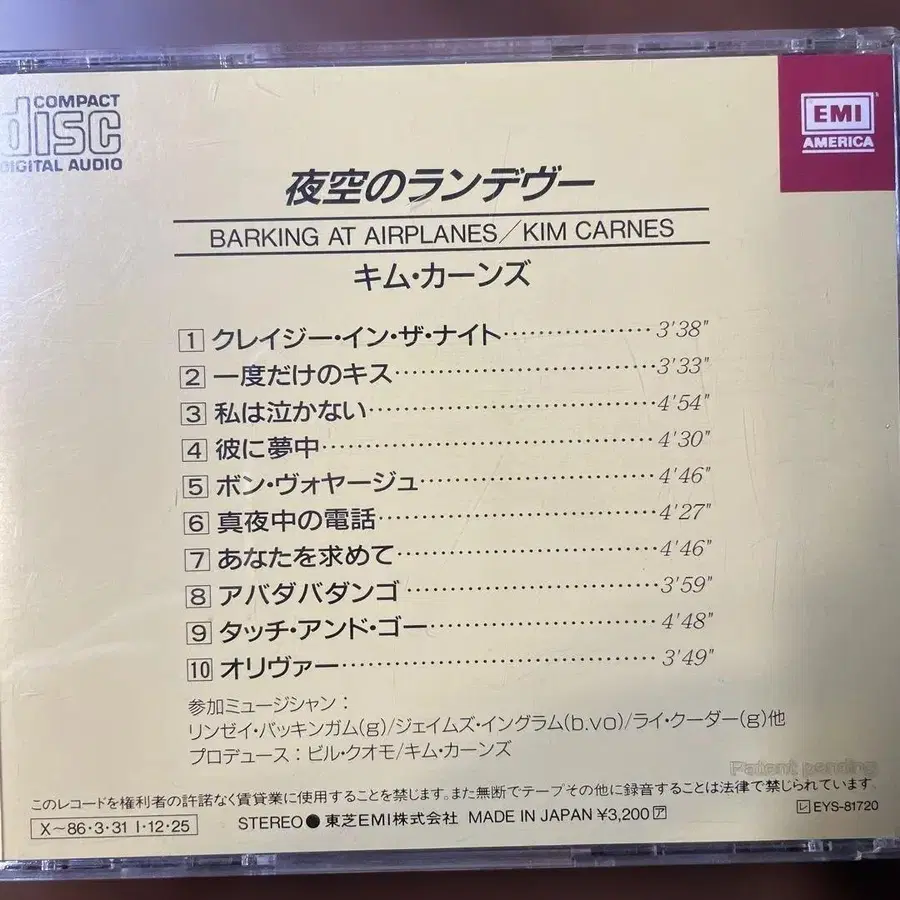 COMPACT
disc
DIGITAL AUDIO
EMI
AMERICA
夜空のランデヴー
BARKING AT AIRPLANES／KIM CARNES
キム・カーンズ
1 クレイジー・イン・ザ・ナイト 3'38"
2 一度だけのキス 3'33"
3 私は泣かない 4'54"
4 彼に夢中 4'30"
5 ボン・ヴォヤージュ 4'46"
6 真夜中の電話 4'27"
7 あなたを求めて 4'46"
8 アバダバダンゴ 3'59"
9 タッチ・アンド・ゴー 4'48"
10 オリヴァー 3'49"
参加ミュージシャン：
リンゼイ・バッキンガム(g)/ジェイムズ・イングラム(b.vo)/ライ・クーダー(g)他
プロデュース：ビル・クオモ/キム・カーンズ
Patent pending
このレコードを権利者の許諾なく賃貸業に使用することを禁じます。また無断でテープその他に録音することは法律で禁じられています。
X〜86・3・31 I・12・25 STEREO● 東芝EMI株式会社 MADE IN JAPAN ¥3,200 ア レ EYS-81720